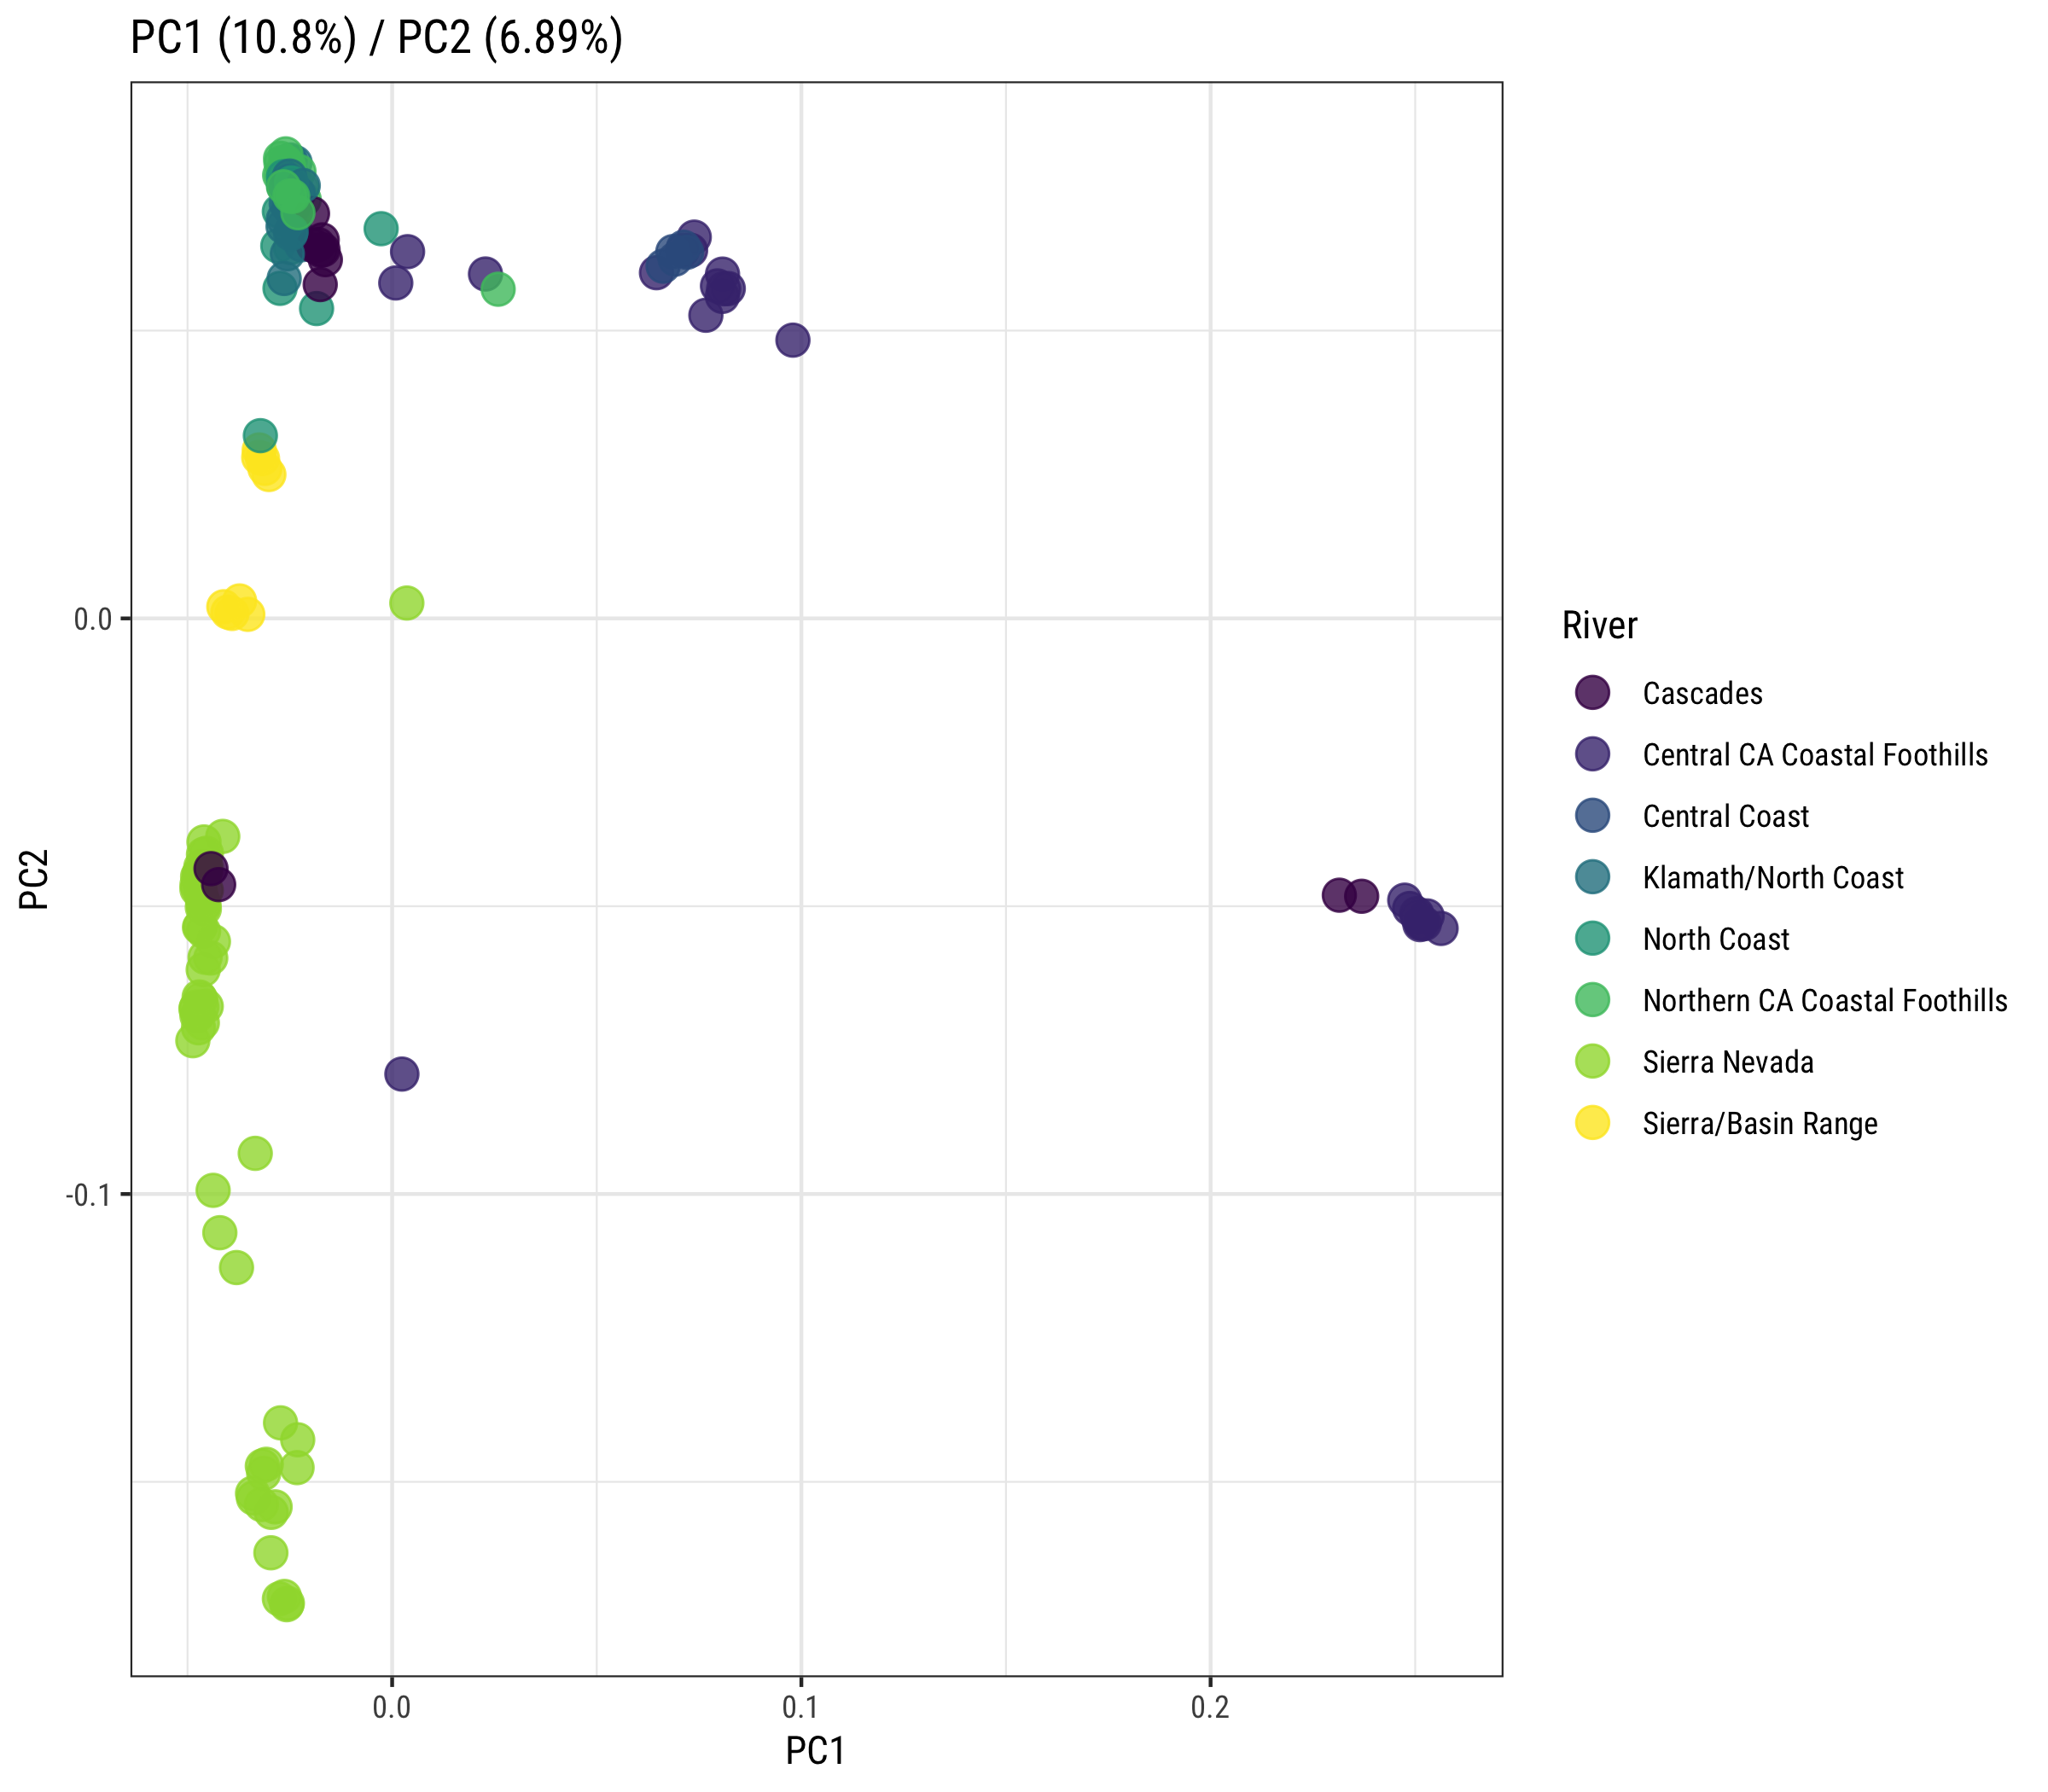 PC1 (10.8%) / PC2 (6.89%)
0.0
-0.1
PC2
0.0
0.1
0.2
PC1
River
Cascades
Central CA Coastal Foothills
Central Coast
Klamath/North Coast
North Coast
Northern CA Coastal Foothills
Sierra Nevada
Sierra/Basin Range